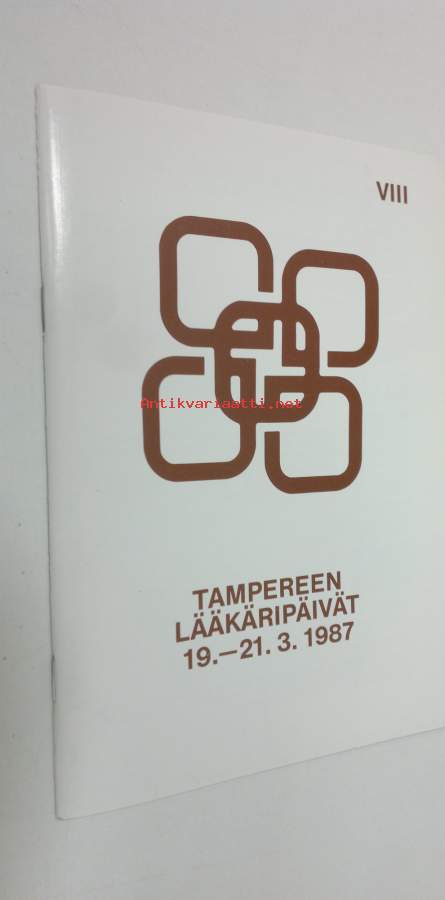 VIII
Antikvariaatti.net
TAMPEREEN
LÄÄKÄRIPÄIVÄT
19.—21. 3. 1987